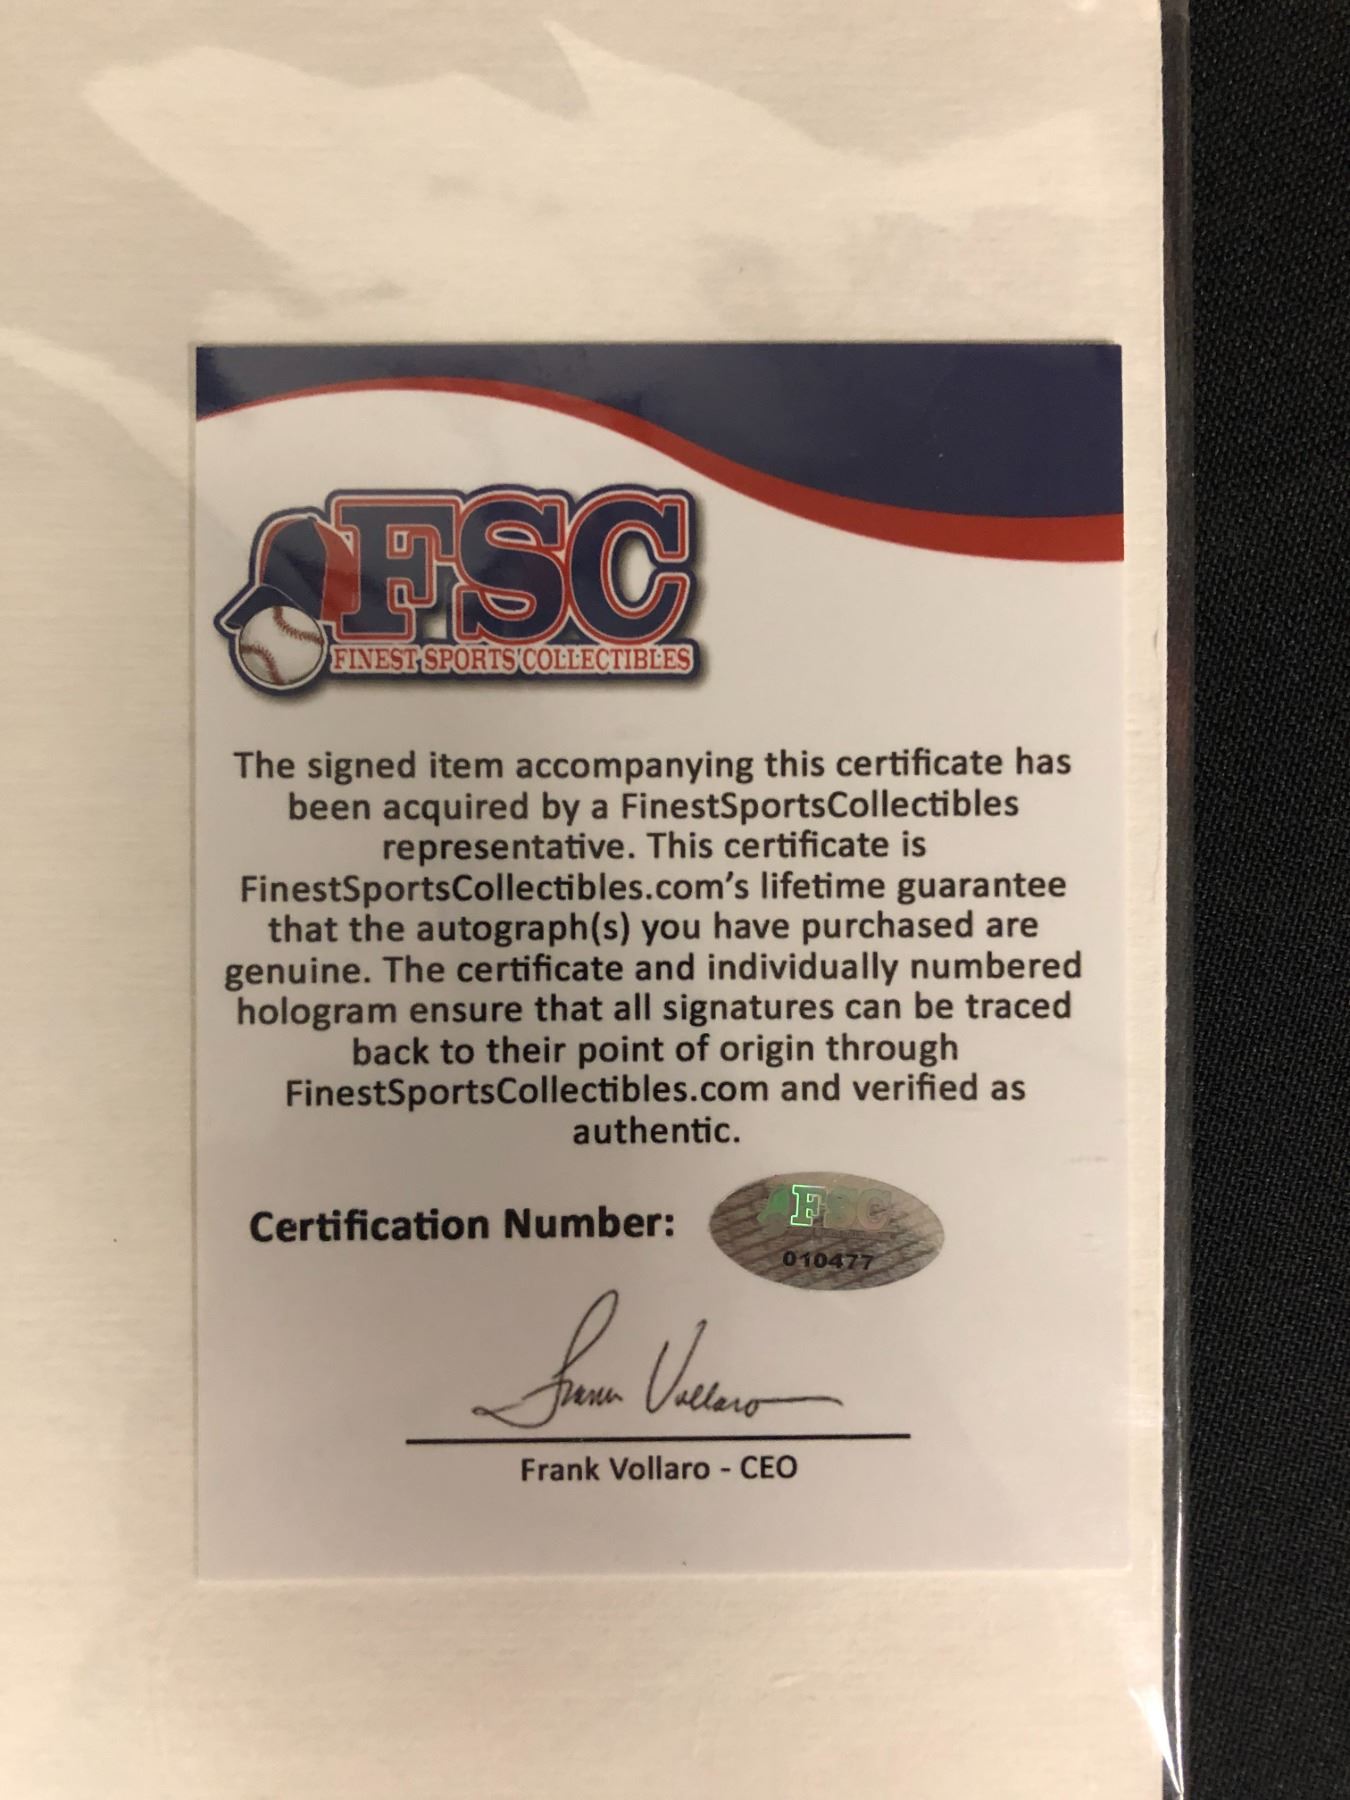 FSC
FINEST SPORTS COLLECTIBLES
The signed item accompanying this certificate has
been acquired by a FinestSportsCollectibles
representative. This certificate is
FinestSportsCollectibles.com's lifetime guarantee
that the autograph(s) you have purchased are
genuine. The certificate and individually numbered
hologram ensure that all signatures can be traced
back to their point of origin through
FinestSportsCollectibles.com and verified as
authentic.
Certification Number:
FSC
010477
Frank Vollaro
Frank Vollaro - CEO